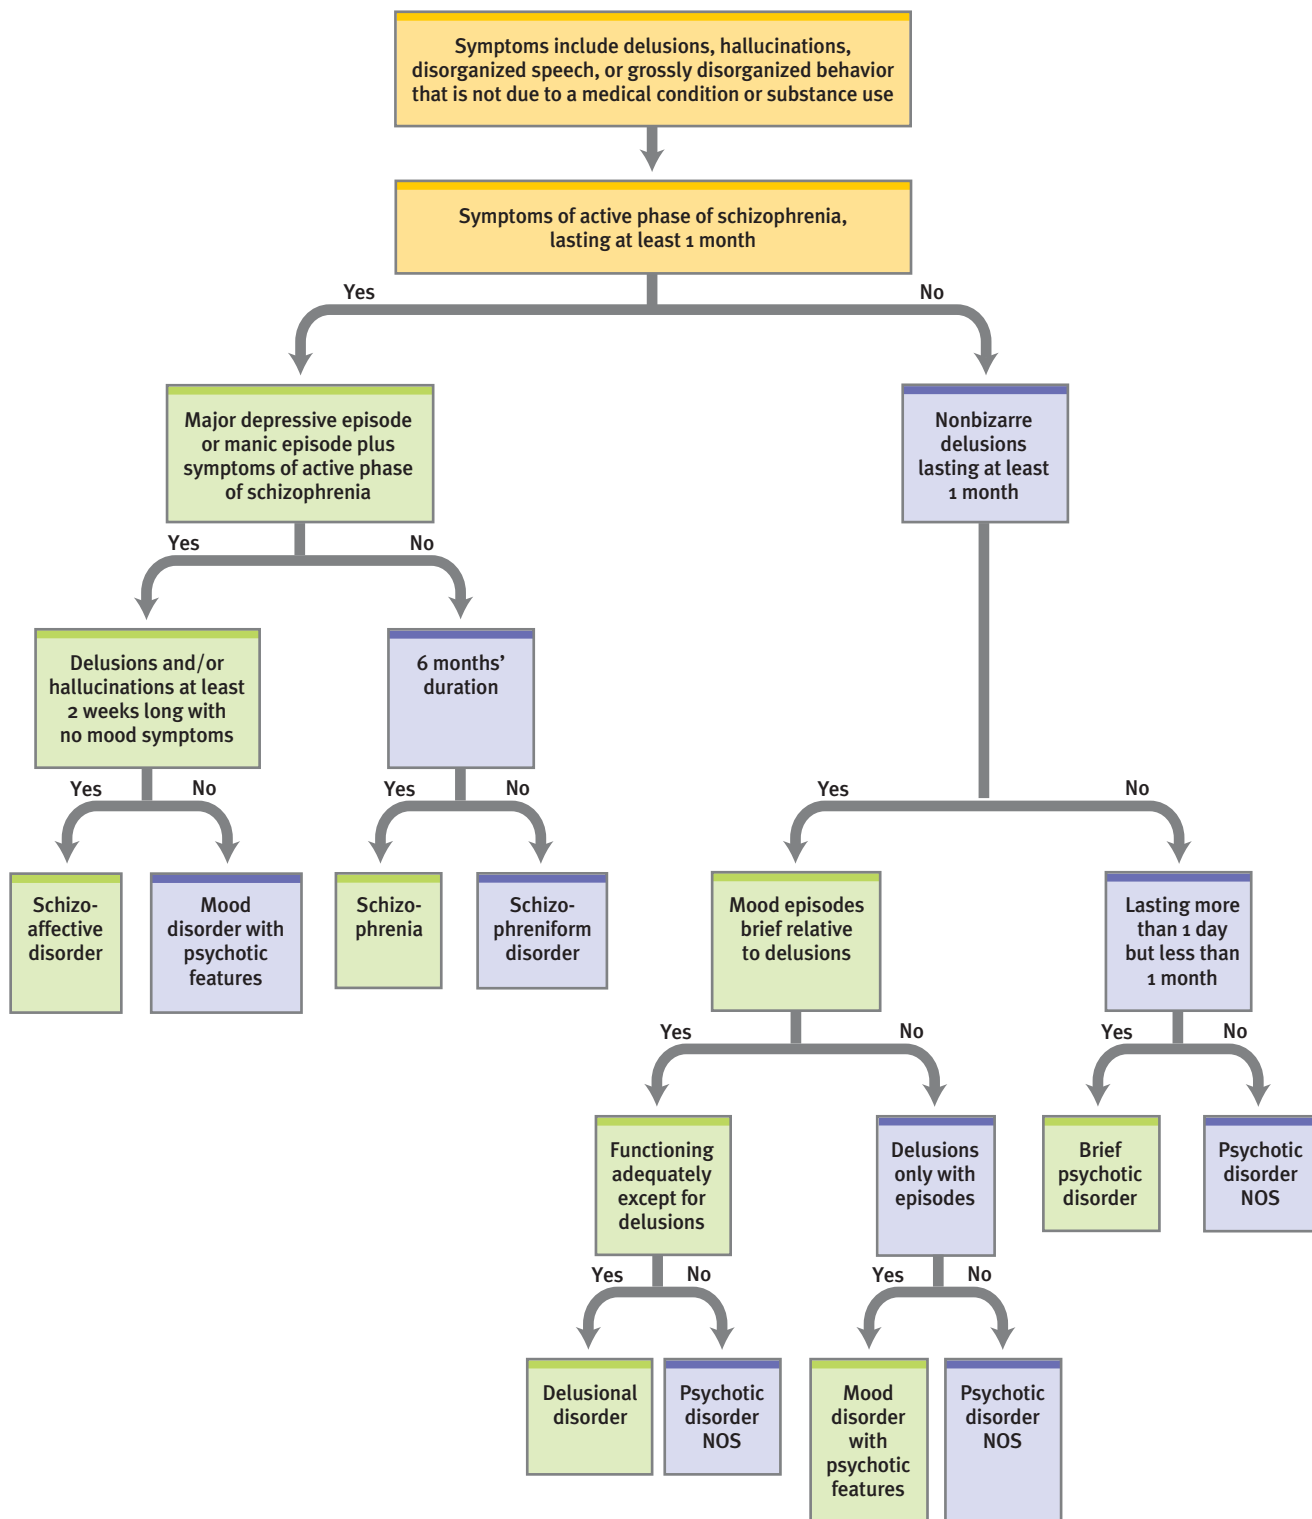 Symptoms include delusions, hallucinations,
disorganized speech, or grossly disorganized behavior
that is not due to a medical condition or substance use
Symptoms of active phase of schizophrenia,
lasting at least 1 month
Yes
No
Major depressive episode
or manic episode plus
symptoms of active phase
of schizophrenia
Nonbizarre
delusions
lasting at least
1 month
Yes
No
Delusions and/or
hallucinations at least
2 weeks long with
no mood symptoms
6 months’
duration
Yes
No
Yes
No
Yes
No
Schizo-
affective
disorder
Mood
disorder with
psychotic
features
Schizo-
phrenia
Schizo-
phreniform
disorder
Mood episodes
brief relative
to delusions
Lasting more
than 1 day
but less than
1 month
Yes
No
Yes
No
Functioning
adequately
except for
delusions
Delusions
only with
episodes
Brief
psychotic
disorder
Psychotic
disorder
NOS
Yes
No
Yes
No
Delusional
disorder
Psychotic
disorder
NOS
Mood
disorder
with
psychotic
features
Psychotic
disorder
NOS